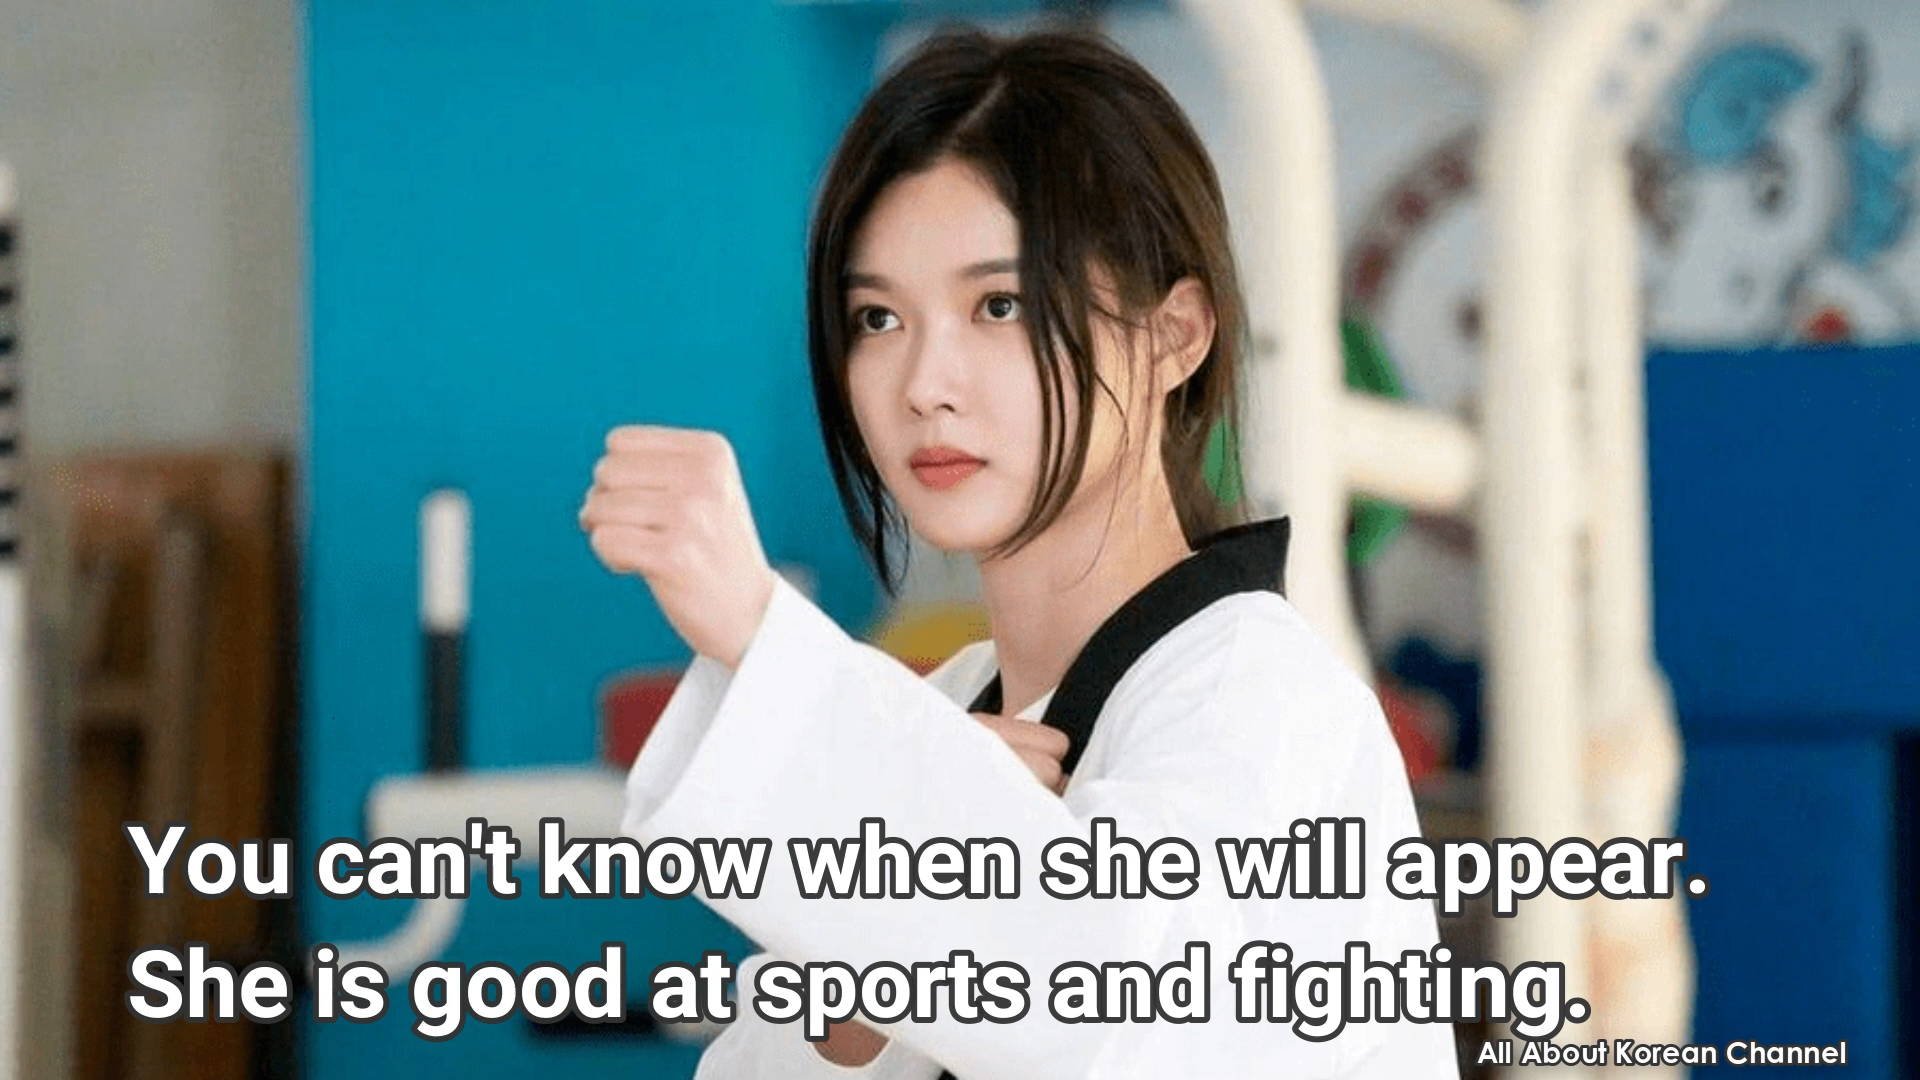 You can't know when she will appear.
She is good at sports and fighting.
All About Korean Channel